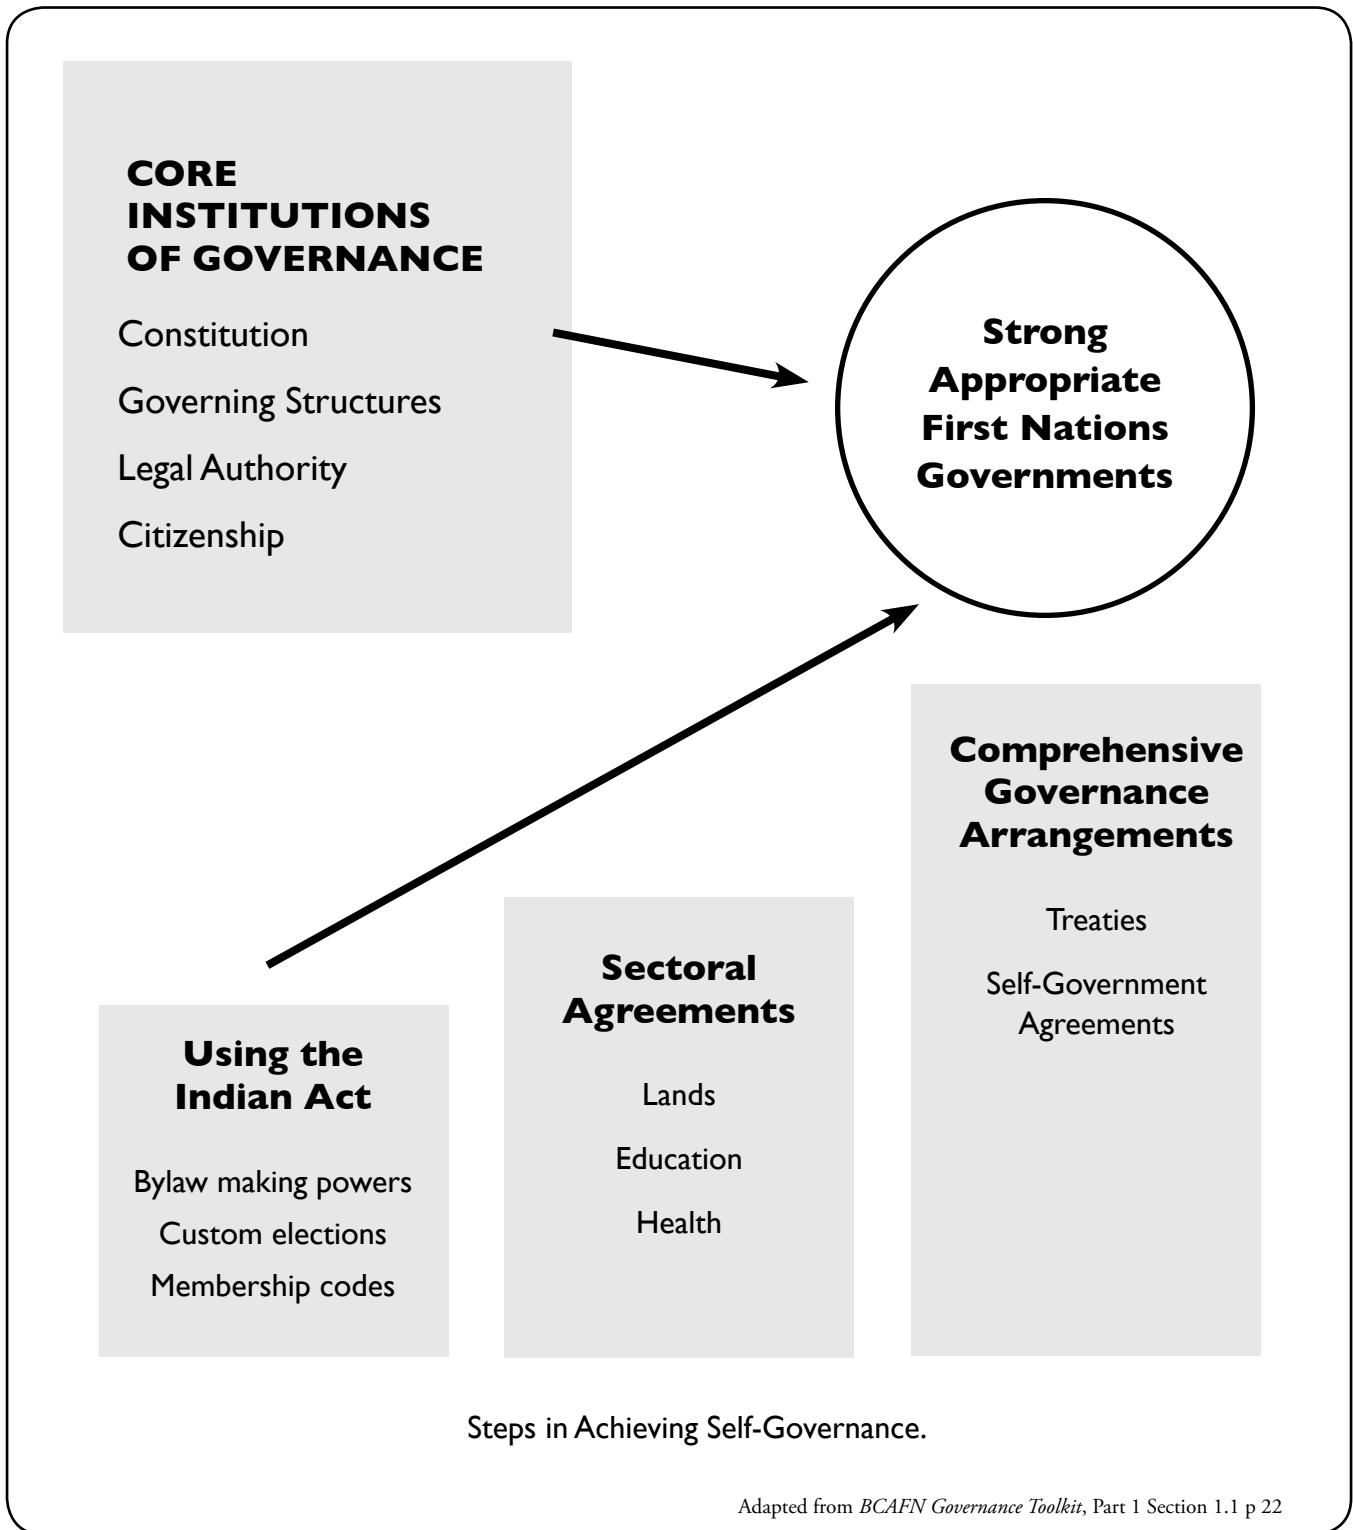 CORE
INSTITUTIONS
OF GOVERNANCE
Constitution
Governing Structures
Legal Authority
Citizenship
Strong
Appropriate
First Nations
Governments
Using the
Indian Act
Bylaw making powers
Custom elections
Membership codes
Sectoral
Agreements
Lands
Education
Health
Comprehensive
Governance
Arrangements
Treaties
Self-Government
Agreements
Steps in Achieving Self-Governance.
Adapted from BCAFN Governance Toolkit, Part 1 Section 1.1 p 22